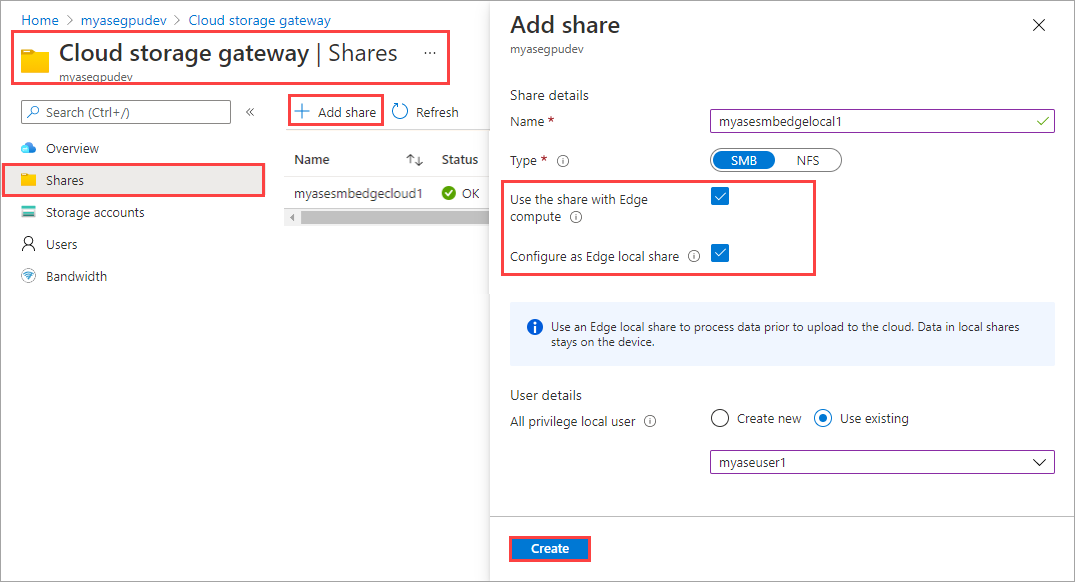 Home > myasegpudev > Cloud storage gateway
Cloud storage gateway | Shares ...
myasegpudev
Search (Ctrl+/)
«
Overview
Shares
Storage accounts
Users
Bandwidth
+ Add share
Refresh
Name ↑↓ Status
myasesmbedgecloud1 OK
Add share
myasegpudev
Share details
Name * myasesmbedgelocal1
Type * SMB NFS
Use the share with Edge
compute
Configure as Edge local share
Use an Edge local share to process data prior to upload to the cloud. Data in local shares
stays on the device.
User details
All privilege local user Create new Use existing
myaseuser1
Create